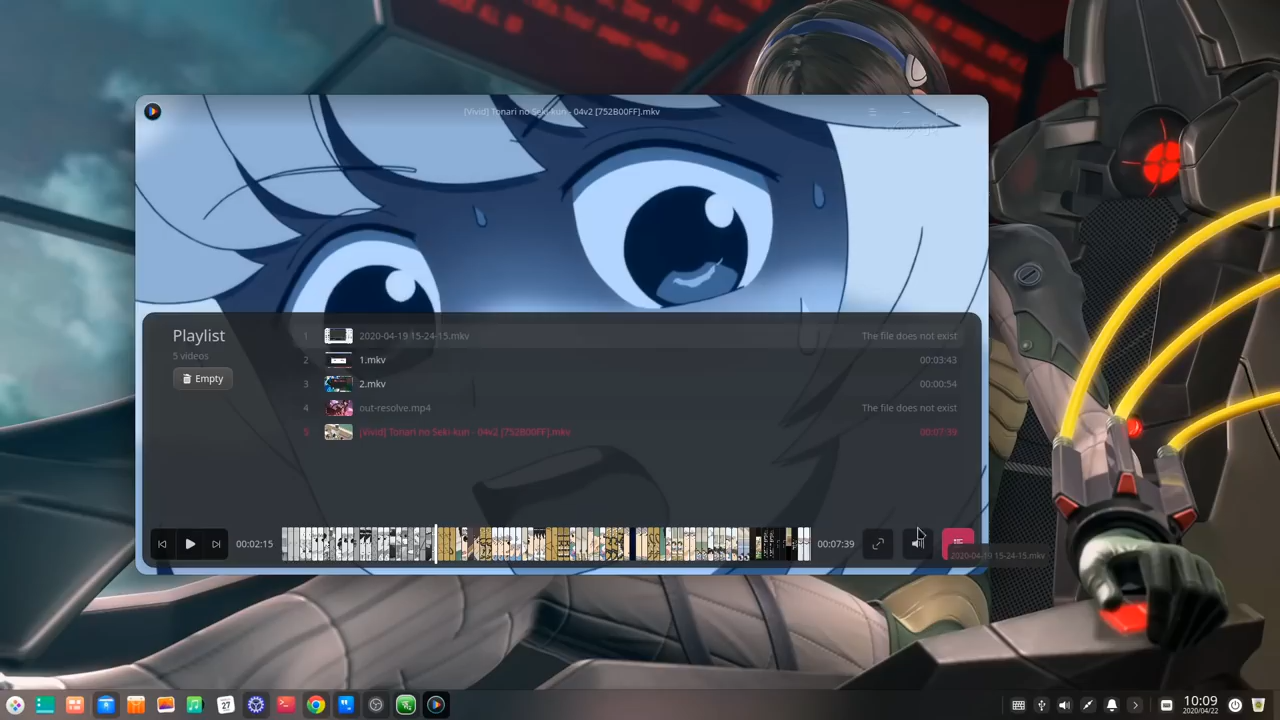 [Vivid] Tonari no Seki-kun - 04v2 [752B00FF].mkv
Playlist
5 videos
Empty
1 2020-04-19 15-24-15.mkv The file does not exist
2 1.mkv 00:03:43
3 2.mkv 00:00:54
4 out-resolve.mp4 The file does not exist
5 [Vivid] Tonari no Seki-kun - 04v2 [752B00FF].mkv 00:07:39
00:02:15 00:07:39
2020-04-19 15-24-15.mkv
27
10:09
2020/04/22